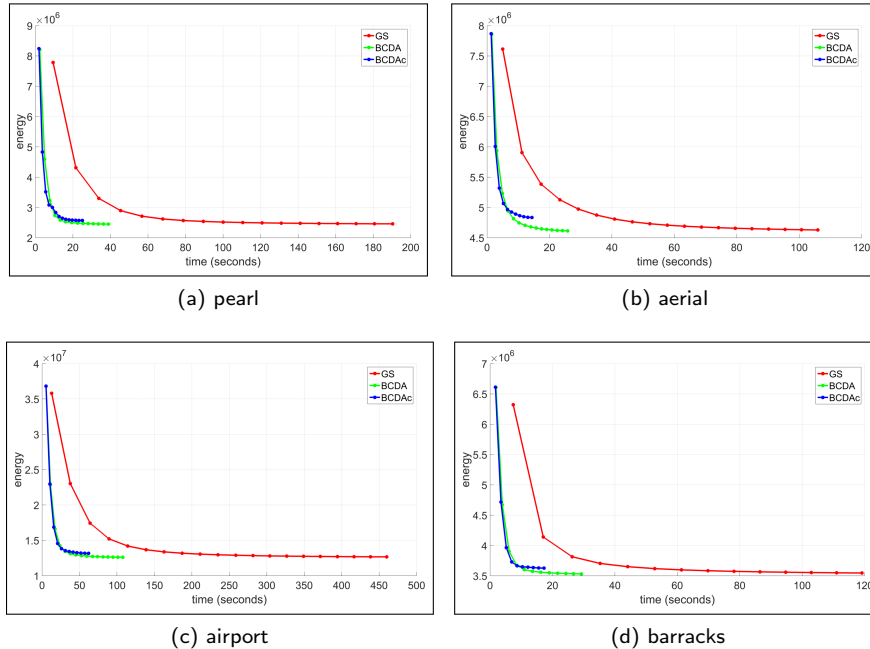 ×10⁶
9
8
7
6
5
4
3
2
energy
0 20 40 60 80 100 120 140 160 180 200
time (seconds)
GS
BCDA
BCDAc
(a) pearl
×10⁶
8
7.5
7
6.5
6
5.5
5
4.5
energy
0 20 40 60 80 100 120
time (seconds)
GS
BCDA
BCDAc
(b) aerial
×10⁷
4
3.5
3
2.5
2
1.5
1
energy
0 50 100 150 200 250 300 350 400 450 500
time (seconds)
GS
BCDA
BCDAc
(c) airport
×10⁶
7
6.5
6
5.5
5
4.5
4
3.5
energy
0 20 40 60 80 100 120
time (seconds)
GS
BCDA
BCDAc
(d) barracks